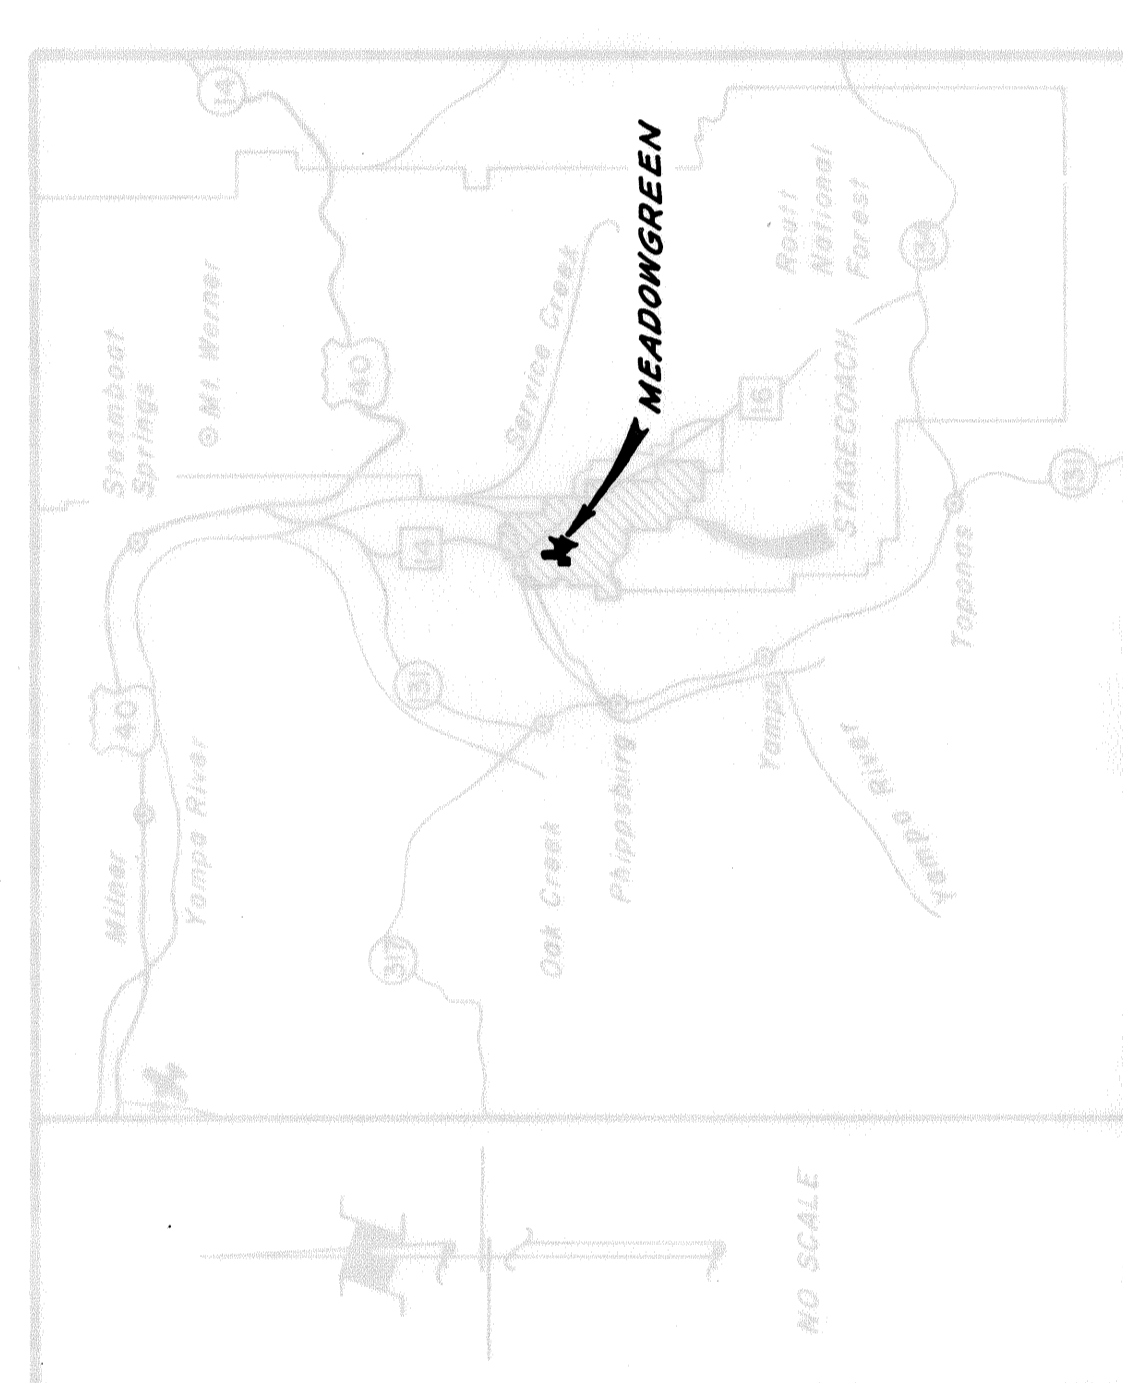 Milner
40
Steamboat
Springs
Yampa River
Mt. Werner
14
40
317
131
14
Oak Creek
Service Creek
Phippsburg
MEADOWGREEN
Yampa
16
Routt
National
Forest
NO SCALE
STAGECOACH
Yampa River
134
Toponas
131